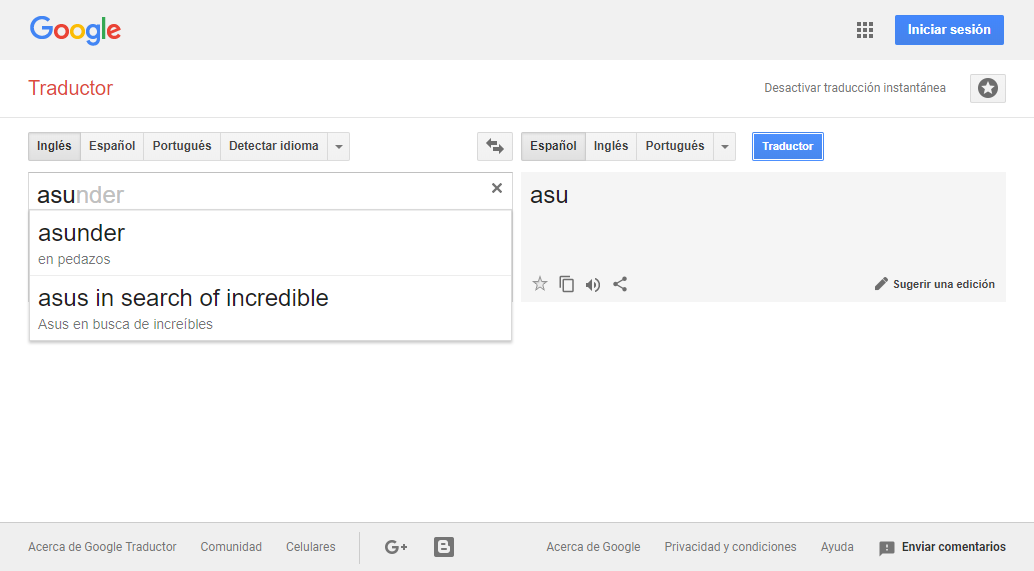 Google
Iniciar sesión
Traductor
Desactivar traducción instantánea
Inglés Español Portugués Detectar idioma
Español Inglés Portugués Traductor
asunder
asu
asunder
en pedazos
asus in search of incredible
Asus en busca de increíbles
Sugerir una edición
Acerca de Google Traductor Comunidad Celulares G+ B Acerca de Google Privacidad y condiciones Ayuda Enviar comentarios